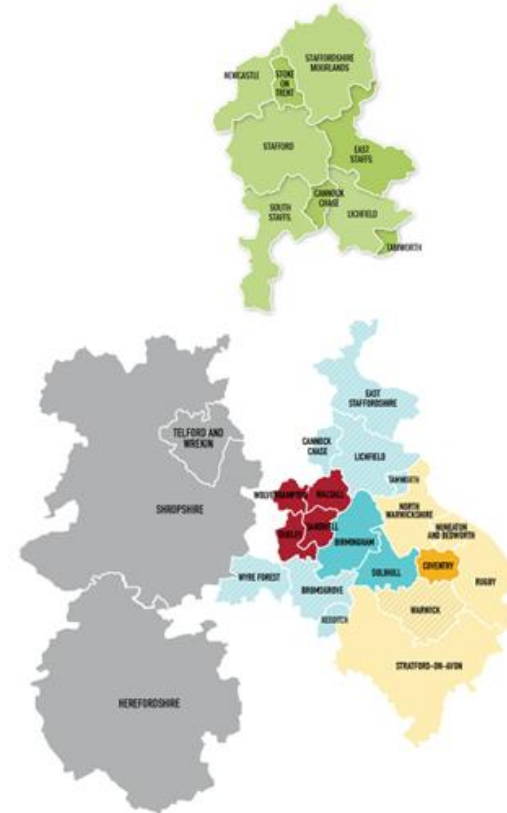 STAFFORDSHIRE
MOORLANDS
NEWCASTLE
STOKE
ON
TRENT
STAFFORD
EAST
STAFFS
CANNOCK
CHASE
SOUTH
STAFFS.
LICHFIELD
TAMWORTH
EAST
STAFFORDSHIRE
CANNOCK
CHASE
LICHFIELD
TAMWORTH
TELFORD AND
WREKIN
SHROPSHIRE
WOLVERHAMPTON
WALSALL
DUDLEY
SANDWELL
BIRMINGHAM
NORTH
WARWICKSHIRE
NUNEATON
AND BEDWORTH
SOLIHULL
COVENTRY
RUGBY
WYRE FOREST
BROMSGROVE
REDDITCH
WARWICK
STRATFORD-ON-AVON
HEREFORDSHIRE